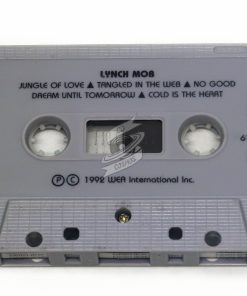 LYNCH MOB
JUNGLE OF LOVE ▲ TANGLED IN THE WEB ▲ NO GOOD
DREAM UNTIL TOMORROW ▲ COLD IS THE HEART
6
Ⓟ Ⓒ 1992 WEA International Inc.